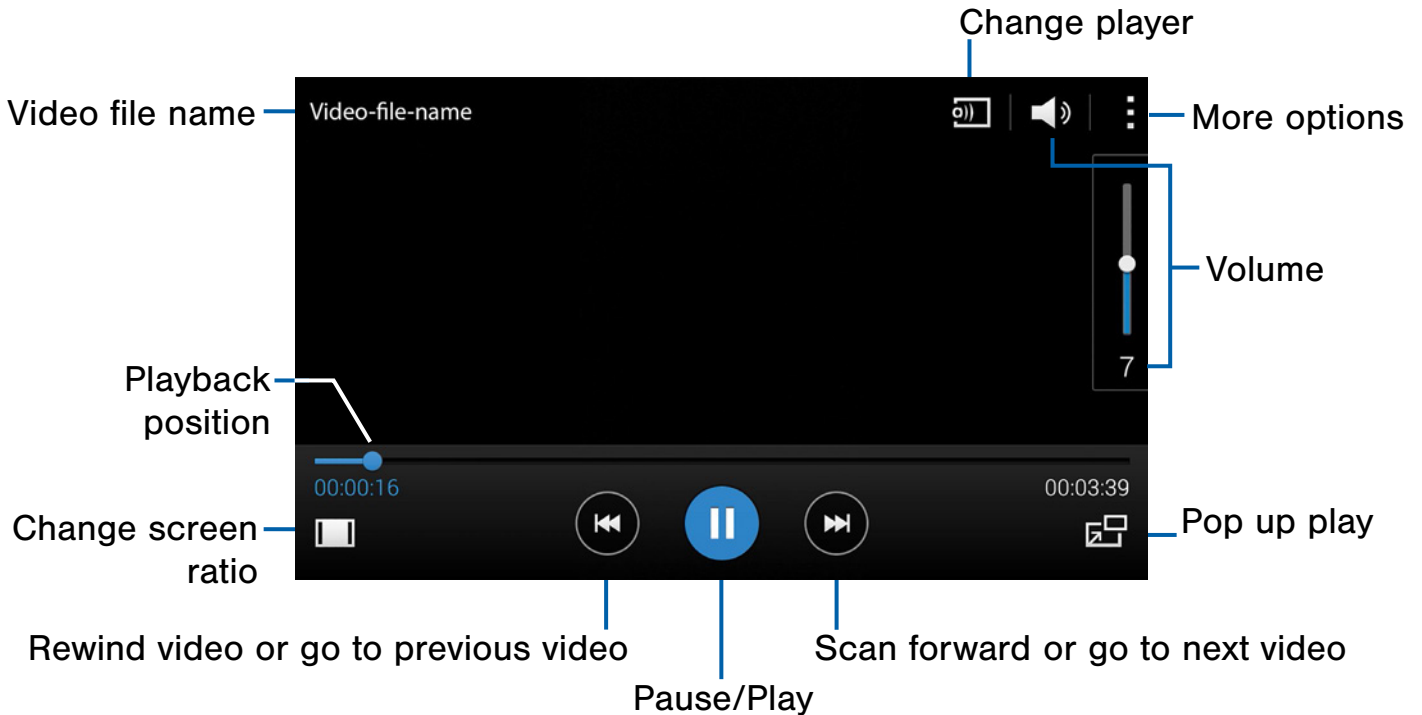 Change player
Video file name
Video-file-name
More options
Volume
7
Playback
position
00:00:16
00:03:39
Change screen
ratio
Pop up play
Rewind video or go to previous video
Scan forward or go to next video
Pause/Play